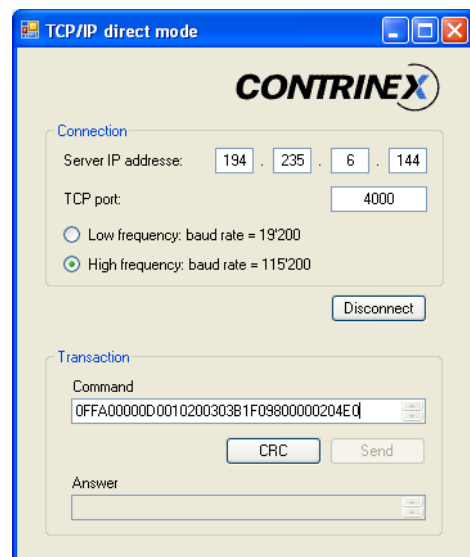 TCP/IP direct mode
CONTRINEX
Connection
Server IP addresse: 194 . 235 . 6 . 144
TCP port: 4000
Low frequency: baud rate = 19'200
High frequency: baud rate = 115'200
Disconnect
Transaction
Command
0FFA00000D0010200303B1F09800000204E0
CRC Send
Answer